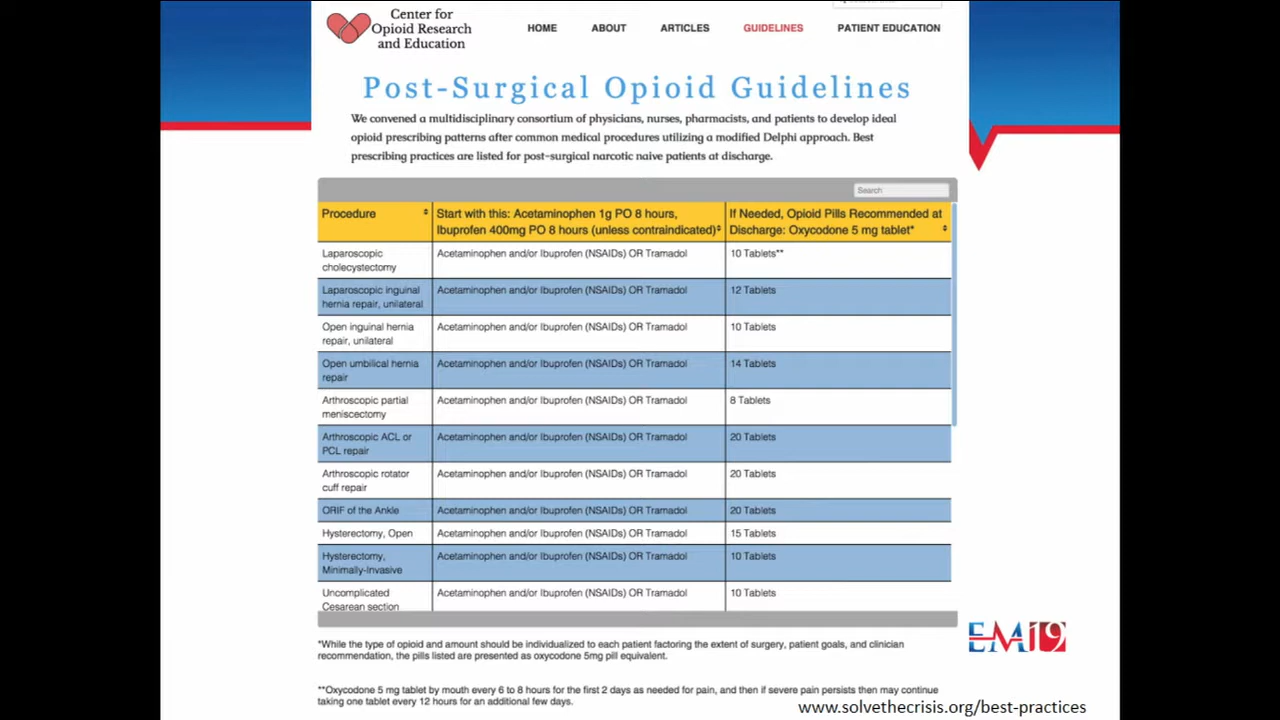 Center for
Opioid Research
and Education
HOME
ABOUT
ARTICLES
GUIDELINES
PATIENT EDUCATION
Post-Surgical Opioid Guidelines
We convened a multidisciplinary consortium of physicians, nurses, pharmacists, and patients to develop ideal
opioid prescribing patterns after common medical procedures utilizing a modified Delphi approach. Best
prescribing practices are listed for post-surgical narcotic naive patients at discharge.
Search
Procedure
Start with this: Acetaminophen 1g PO 8 hours,
Ibuprofen 400mg PO 8 hours (unless contraindicated)
If Needed, Opioid Pills Recommended at
Discharge: Oxycodone 5 mg tablet*
Laparoscopic
cholecystectomy
Acetaminophen and/or Ibuprofen (NSAIDs) OR Tramadol
10 Tablets**
Laparoscopic inguinal
hernia repair, unilateral
Acetaminophen and/or Ibuprofen (NSAIDs) OR Tramadol
12 Tablets
Open inguinal hernia
repair, unilateral
Acetaminophen and/or Ibuprofen (NSAIDs) OR Tramadol
10 Tablets
Open umbilical hernia
repair
Acetaminophen and/or Ibuprofen (NSAIDs) OR Tramadol
14 Tablets
Arthroscopic partial
meniscectomy
Acetaminophen and/or Ibuprofen (NSAIDs) OR Tramadol
8 Tablets
Arthroscopic ACL or
PCL repair
Acetaminophen and/or Ibuprofen (NSAIDs) OR Tramadol
20 Tablets
Arthroscopic rotator
cuff repair
Acetaminophen and/or Ibuprofen (NSAIDs) OR Tramadol
20 Tablets
ORIF of the Ankle
Acetaminophen and/or Ibuprofen (NSAIDs) OR Tramadol
20 Tablets
Hysterectomy, Open
Acetaminophen and/or Ibuprofen (NSAIDs) OR Tramadol
15 Tablets
Hysterectomy,
Minimally-Invasive
Acetaminophen and/or Ibuprofen (NSAIDs) OR Tramadol
10 Tablets
Uncomplicated
Cesarean section
Acetaminophen and/or Ibuprofen (NSAIDs) OR Tramadol
10 Tablets
*While the type of opioid and amount should be individualized to each patient factoring the extent of surgery, patient goals, and clinician
recommendation, the pills listed are presented as oxycodone 5mg pill equivalent.
EM19
**Oxycodone 5 mg tablet by mouth every 6 to 8 hours for the first 2 days as needed for pain, and then if severe pain persists then may continue
taking one tablet every 12 hours for an additional few days.
www.solvethecrisis.org/best-practices